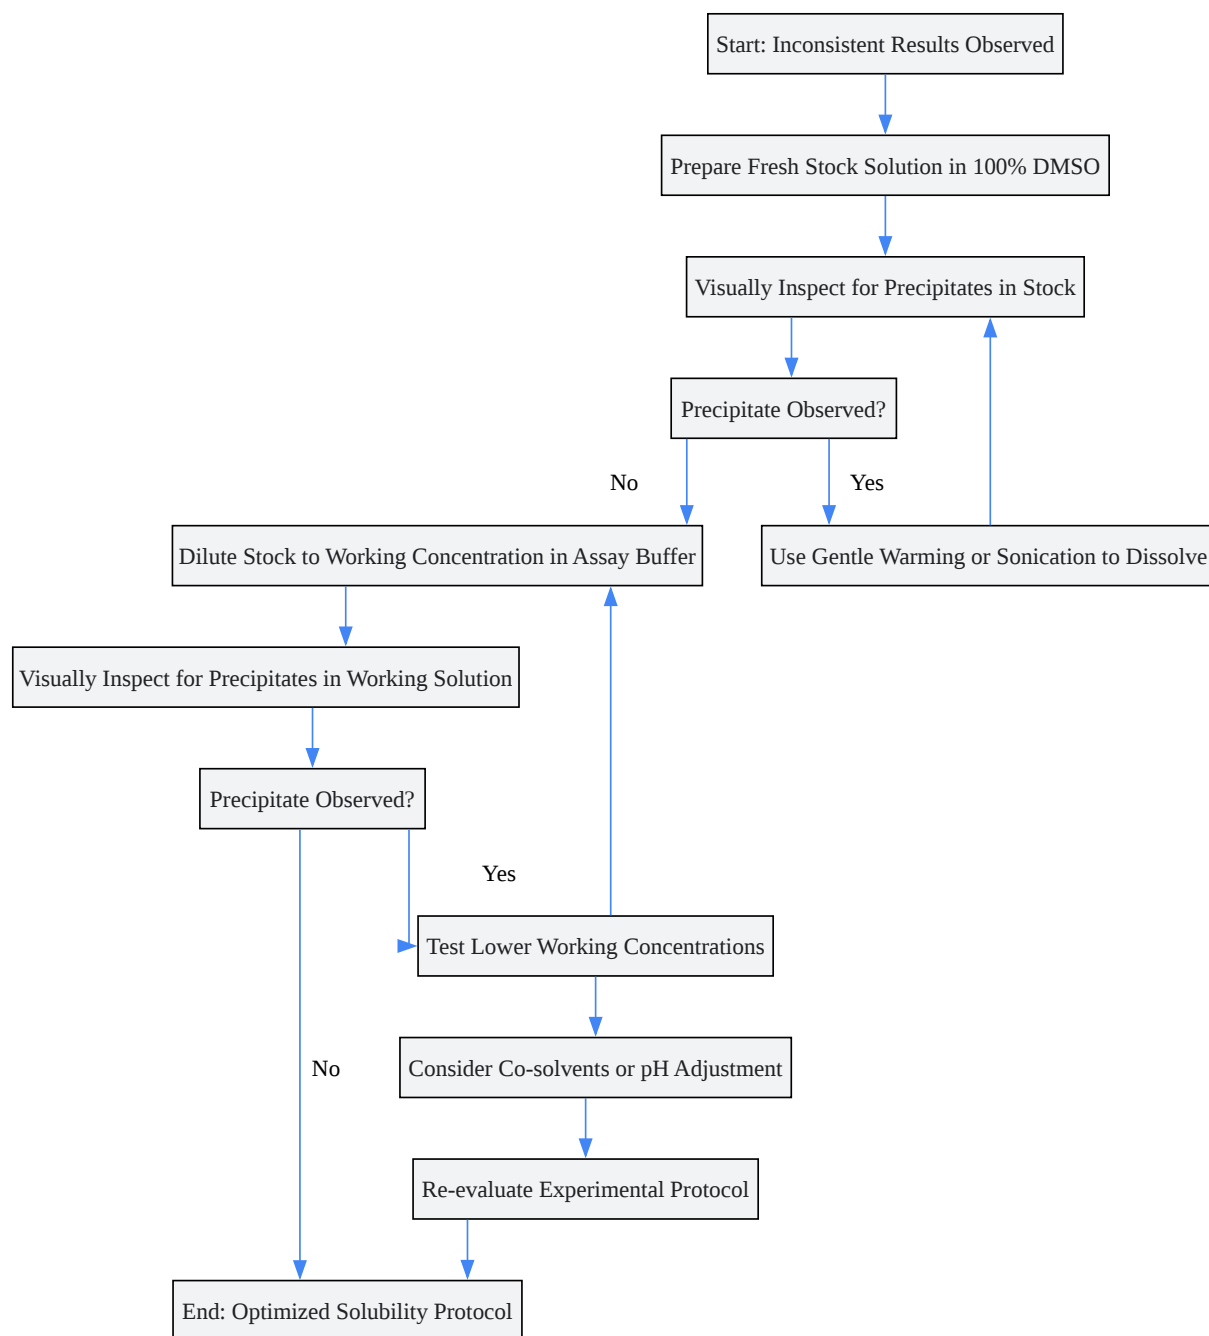 Start: Inconsistent Results Observed
Prepare Fresh Stock Solution in 100% DMSO
Visually Inspect for Precipitates in Stock
Precipitate Observed?
No
Yes
Dilute Stock to Working Concentration in Assay Buffer
Use Gentle Warming or Sonication to Dissolve
Visually Inspect for Precipitates in Working Solution
Precipitate Observed?
Yes
Test Lower Working Concentrations
No
Consider Co-solvents or pH Adjustment
Re-evaluate Experimental Protocol
End: Optimized Solubility Protocol